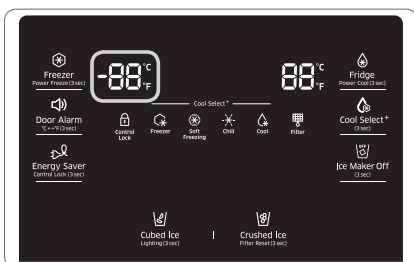 -88°C °F
88°C °F
Freezer
Power Freeze (3 sec)
Fridge
Power Cool (3 sec)
Cool Select+
Door Alarm
°C↔°F (3 sec)
Control Lock
Freezer
Soft Freezing
Chill
Cool
Filter
Cool Select+
(3 sec)
Energy Saver
Control Lock (3 sec)
OFF
Ice Maker Off
(3 sec)
Cubed Ice
Lighting (3 sec)
Crushed Ice
Filter Reset (3 sec)